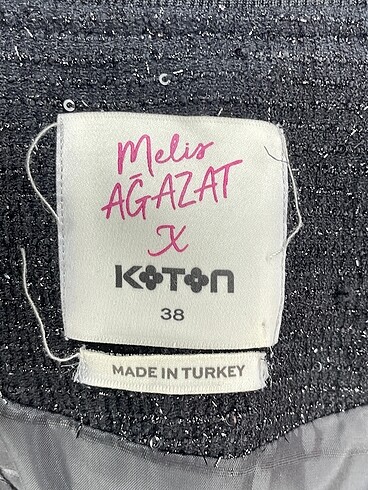 Melis
AĞAZAT
X
KOTON
38
MADE IN TURKEY